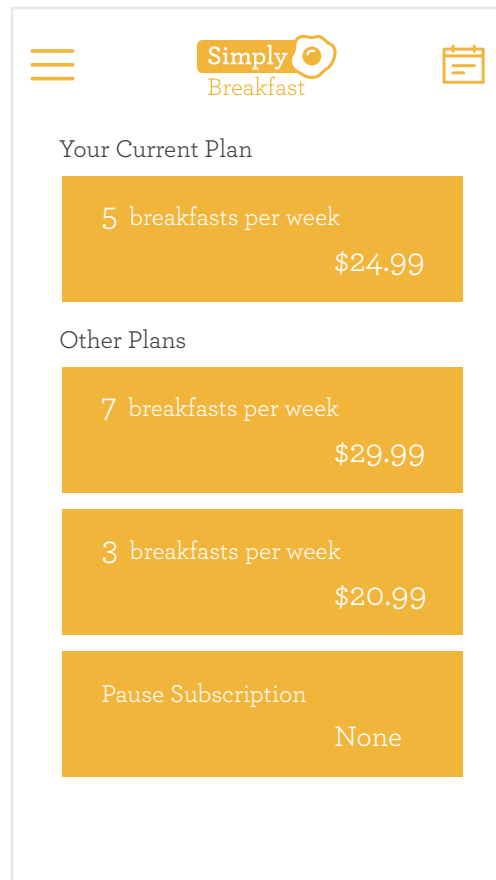 Simply
Breakfast
Your Current Plan
5 breakfasts per week
$24.99
Other Plans
7 breakfasts per week
$29.99
3 breakfasts per week
$20.99
Pause Subscription
None